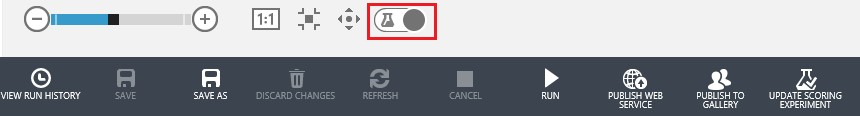 1:1
VIEW RUN HISTORY
SAVE
SAVE AS
DISCARD CHANGES
REFRESH
CANCEL
RUN
PUBLISH WEB
SERVICE
PUBLISH TO
GALLERY
UPDATE SCORING
EXPERIMENT